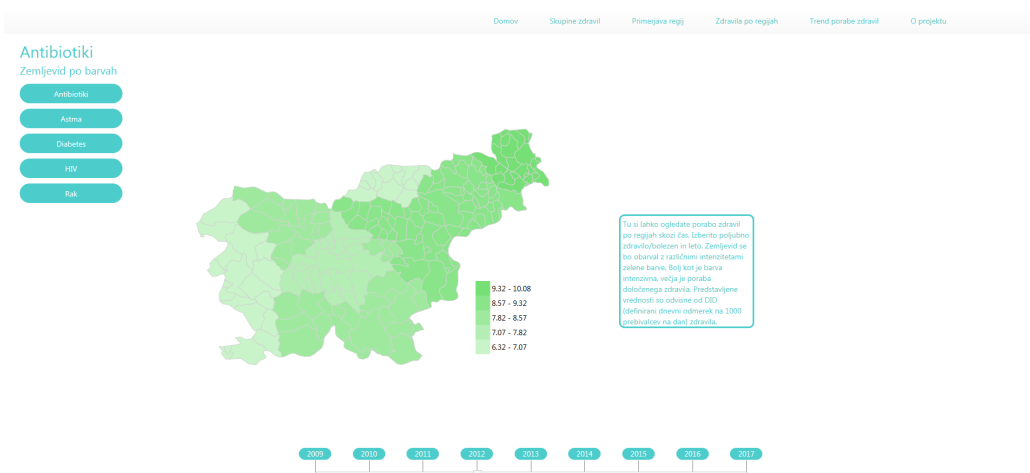 Domov Skupine zdravil Primerjava regij Zdravila po regijah Trend porabe zdravil O projektu
Antibiotiki
Zemljevid po barvah
Antibiotiki
Astma
Diabetes
HIV
Rak
Tu si lahko ogledate porabo zdravil
po regijah skozi čas. Izberito poljubno
zdravilo/bolezen in leto. Zemljevid se
bo obarval z različnimi intenzitetami
zelene barve. Bolj kot je barva
intenzivna, večja je poraba
določenega zdravila. Predstavljene
vrednosti so odvisne od DID
(definirani dnevni odmerek na 1000
prebivalcev na dan) zdravila.
9.32 - 10.08
8.57 - 9.32
7.82 - 8.57
7.07 - 7.82
6.32 - 7.07
2009 2010 2011 2012 2013 2014 2015 2016 2017